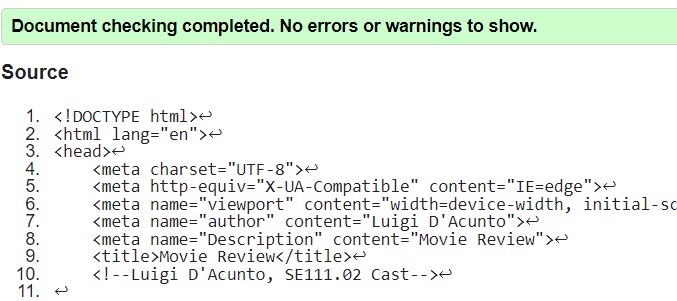 Document checking completed. No errors or warnings to show.
Source
1. <!DOCTYPE html>↩
2. <html lang="en">↩
3. <head>↩
4. <meta charset="UTF-8">↩
5. <meta http-equiv="X-UA-Compatible" content="IE=edge">↩
6. <meta name="viewport" content="width=device-width, initial-sc
7. <meta name="author" content="Luigi D'Acunto">↩
8. <meta name="Description" content="Movie Review">↩
9. <title>Movie Review</title>↩
10. <!--Luigi D'Acunto, SE111.02 Cast-->↩
11. ↩